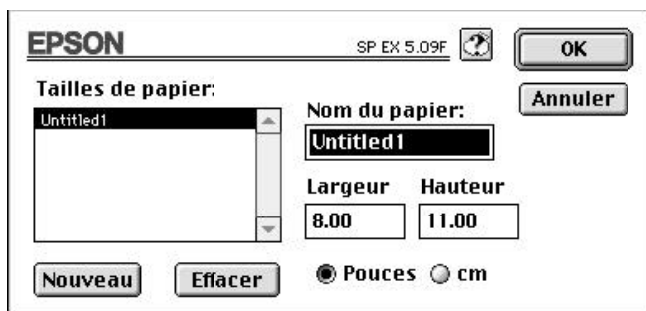 EPSON SP EX 5.09F OK
Tailles de papier:
Untitled1
Nom du papier:
Untitled1
Annuler
Largeur Hauteur
8.00 11.00
Nouveau Effacer Pouces cm